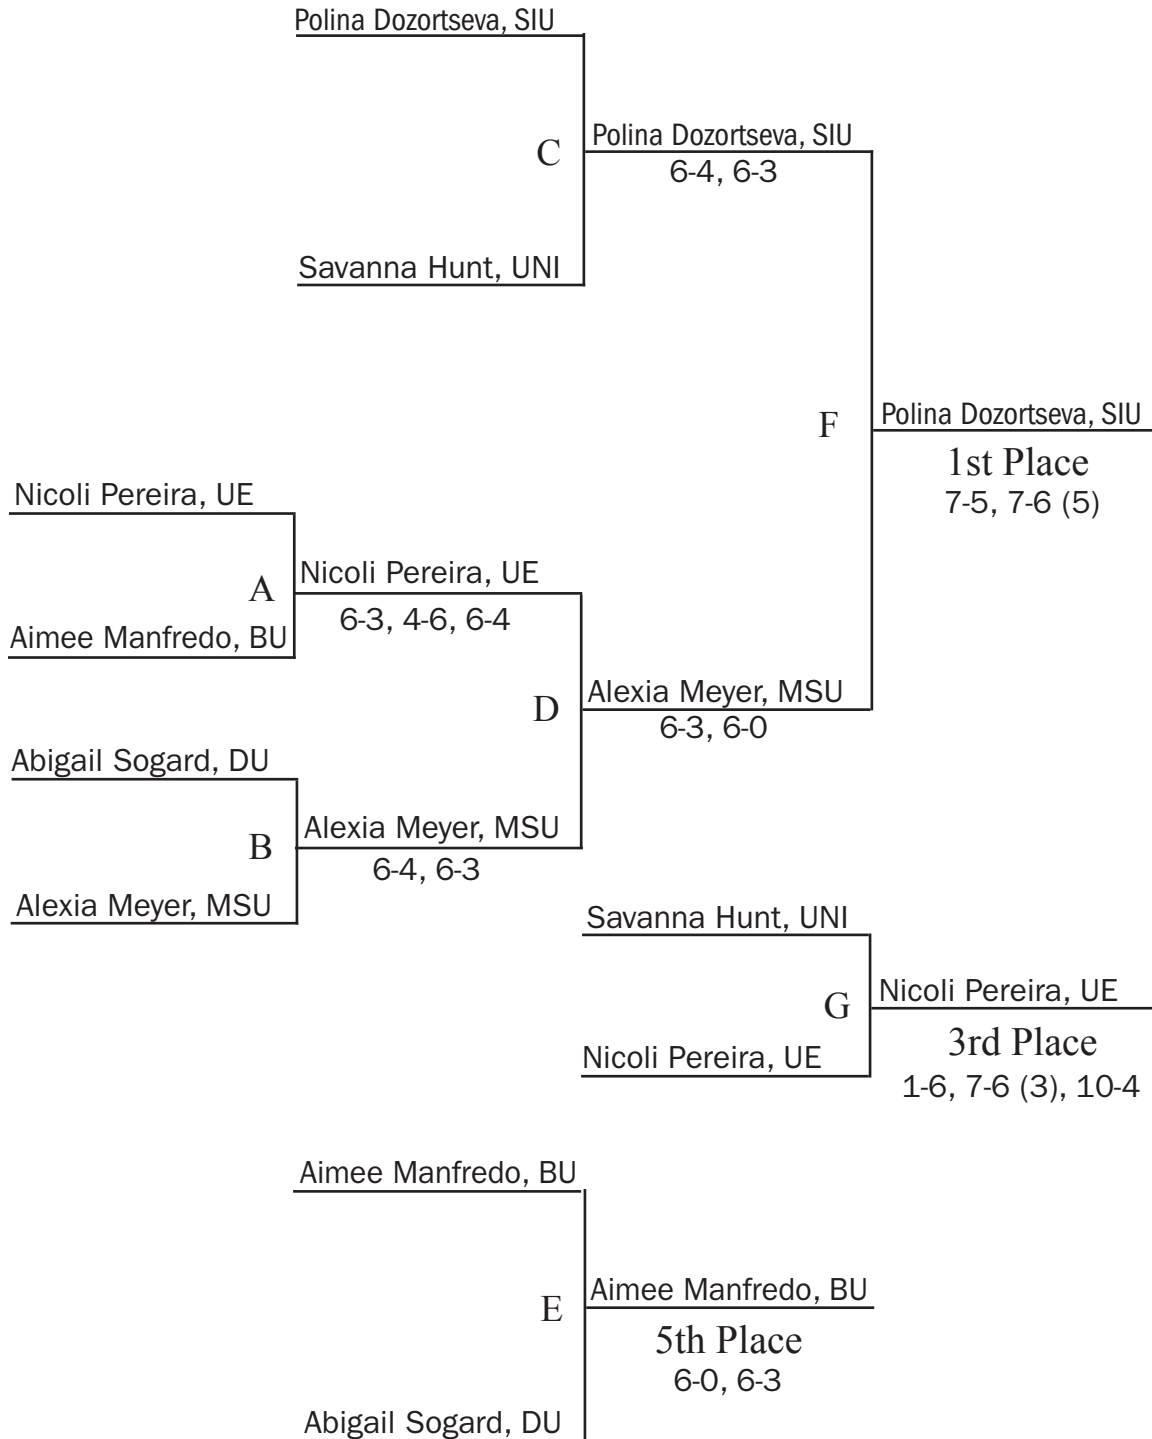 Polina Dozortseva, SIU
C
Polina Dozortseva, SIU
6-4, 6-3
Savanna Hunt, UNI
F
Polina Dozortseva, SIU
1st Place
7-5, 7-6 (5)
Nicoli Pereira, UE
A
Nicoli Pereira, UE
6-3, 4-6, 6-4
Aimee Manfredo, BU
D
Alexia Meyer, MSU
6-3, 6-0
Abigail Sogard, DU
B
Alexia Meyer, MSU
6-4, 6-3
Alexia Meyer, MSU
Savanna Hunt, UNI
G
Nicoli Pereira, UE
3rd Place
1-6, 7-6 (3), 10-4
Nicoli Pereira, UE
Aimee Manfredo, BU
E
Aimee Manfredo, BU
5th Place
6-0, 6-3
Abigail Sogard, DU